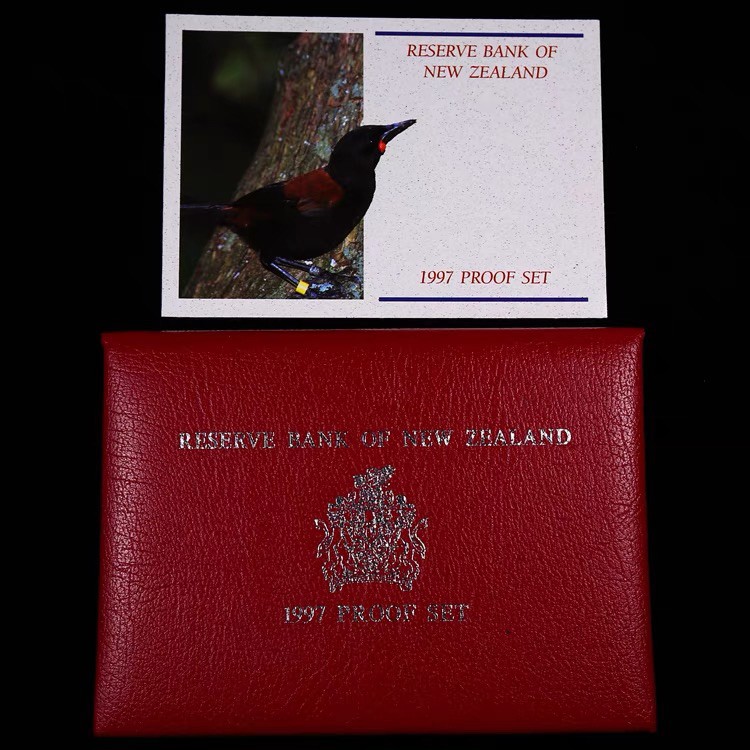 RESERVE BANK OF
NEW ZEALAND
1997 PROOF SET
RESERVE BANK OF NEW ZEALAND
1997 PROOF SET